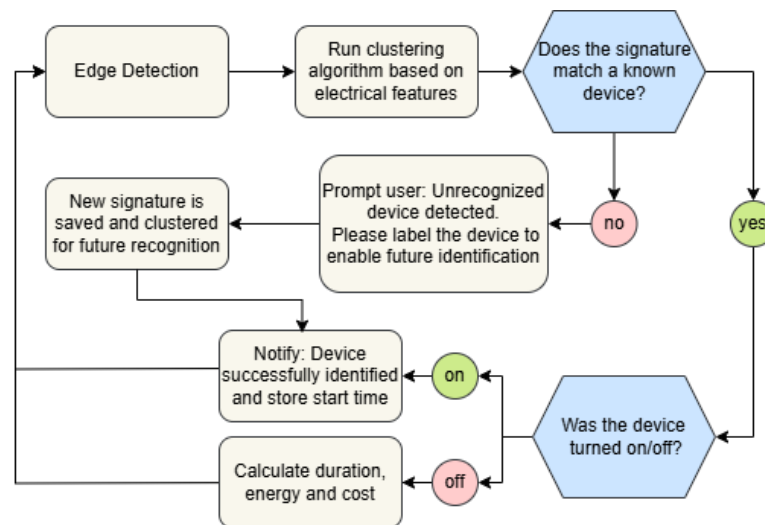 Edge Detection
Run clustering
algorithm based on
electrical features
Does the signature
match a known
device?
New signature is
saved and clustered
for future recognition
Prompt user: Unrecognized
device detected.
Please label the device to
enable future identification
no
yes
Notify: Device
successfully identified
and store start time
on
Was the device
turned on/off?
Calculate duration,
energy and cost
off